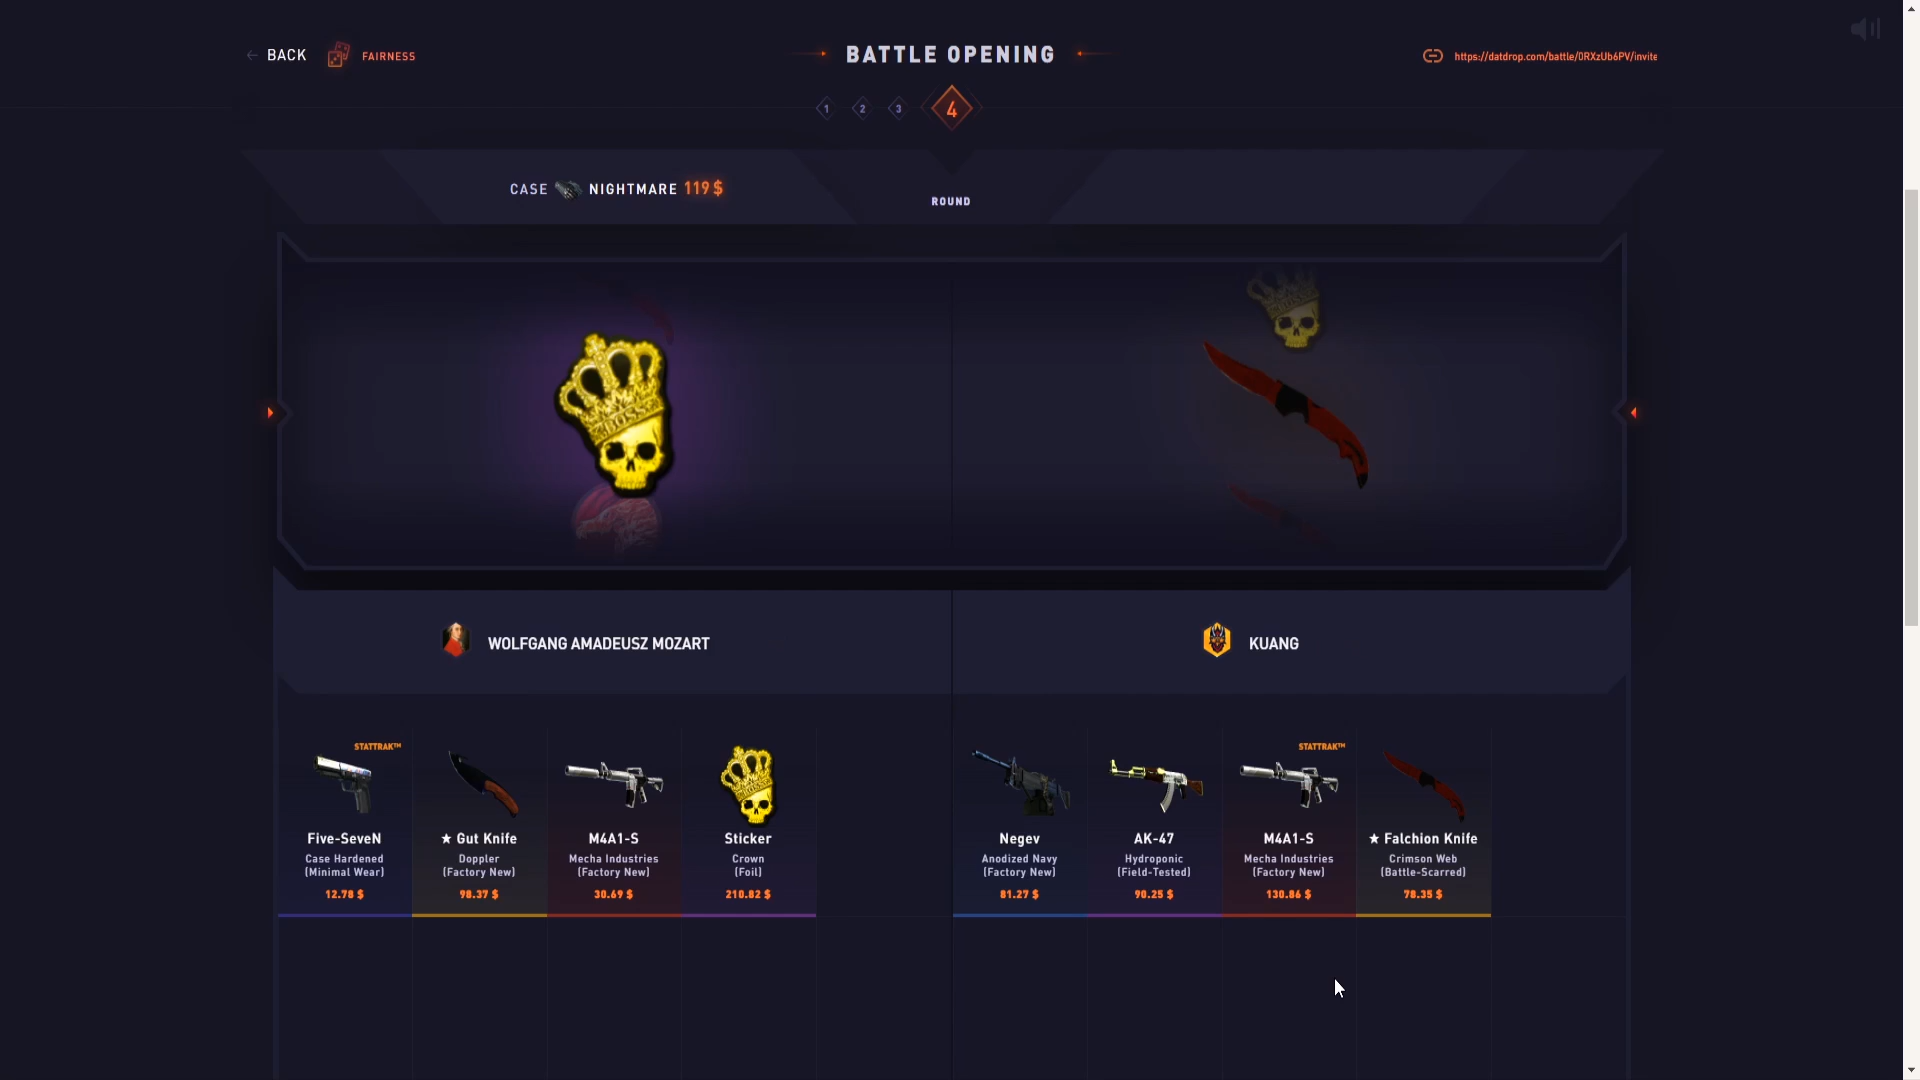 BACK
FAIRNESS
BATTLE OPENING
https://datdrop.com/battle/0RXzUb6PV/invite
1 2 3 4
CASE NIGHTMARE 119 $
ROUND
BOSS
WOLFGANG AMADEUSZ MOZART
KUANG
STATTRAK™
Five-SeveN
Case Hardened
(Minimal Wear)
12.78 $
★ Gut Knife
Doppler
(Factory New)
98.37 $
M4A1-S
Mecha Industries
(Factory New)
30.69 $
Sticker
Crown
(Foil)
210.82 $
Negev
Anodized Navy
(Factory New)
81.27 $
AK-47
Hydroponic
(Field-Tested)
90.25 $
STATTRAK™
M4A1-S
Mecha Industries
(Factory New)
130.86 $
★ Falchion Knife
Crimson Web
(Battle-Scarred)
78.35 $